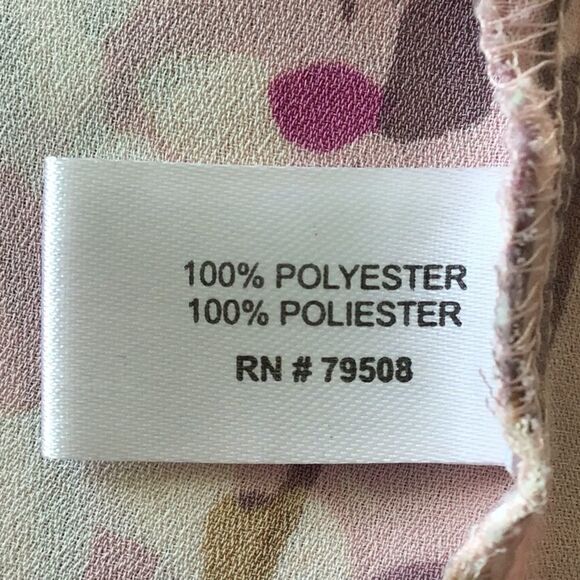 100% POLYESTER
100% POLIESTER
RN # 79508